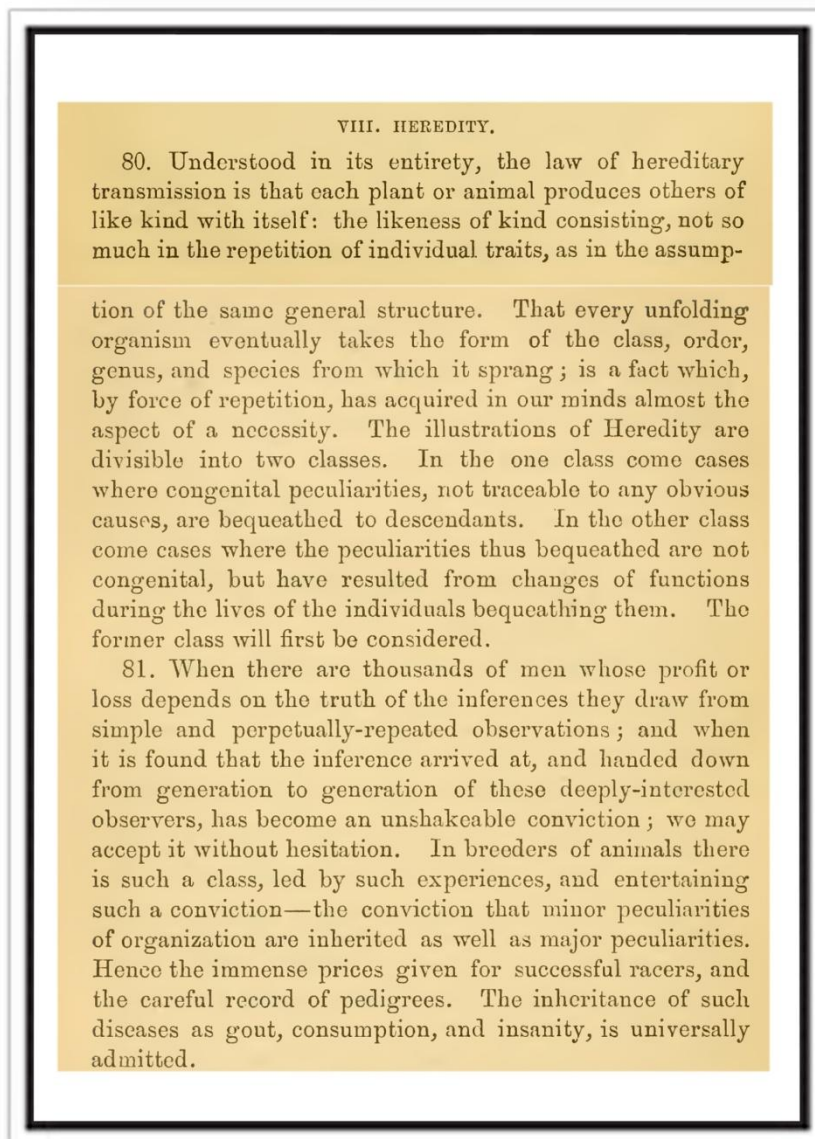 VIII. HEREDITY.
80. Understood in its entirety, the law of hereditary
transmission is that each plant or animal produces others of
like kind with itself: the likeness of kind consisting, not so
much in the repetition of individual traits, as in the assump-
tion of the same general structure. That every unfolding
organism eventually takes the form of the class, order,
genus, and species from which it sprang; is a fact which,
by force of repetition, has acquired in our minds almost the
aspect of a necessity. The illustrations of Heredity are
divisible into two classes. In the one class come cases
where congenital peculiarities, not traceable to any obvious
causes, are bequeathed to descendants. In the other class
come cases where the peculiarities thus bequeathed are not
congenital, but have resulted from changes of functions
during the lives of the individuals bequeathing them. The
former class will first be considered.
81. When there are thousands of men whose profit or
loss depends on the truth of the inferences they draw from
simple and perpetually-repeated observations; and when
it is found that the inference arrived at, and handed down
from generation to generation of these deeply-interested
observers, has become an unshakeable conviction; we may
accept it without hesitation. In breeders of animals there
is such a class, led by such experiences, and entertaining
such a conviction—the conviction that minor peculiarities
of organization are inherited as well as major peculiarities.
Hence the immense prices given for successful racers, and
the careful record of pedigrees. The inheritance of such
diseases as gout, consumption, and insanity, is universally
admitted.